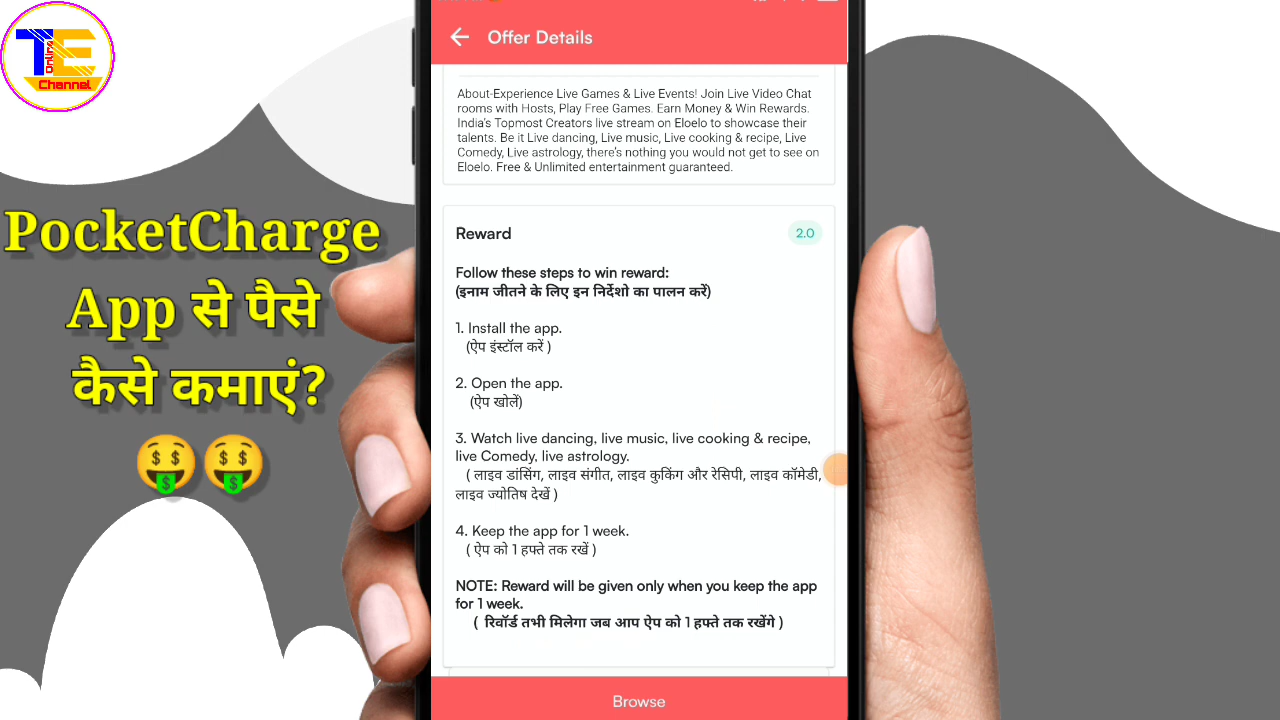 TE
Online
Channel
PocketCharge
App से पैसे
कैसे कमाएं?
Offer Details
About-Experience Live Games & Live Events! Join Live Video Chat
rooms with Hosts, Play Free Games. Earn Money & Win Rewards.
India's Topmost Creators live stream on Eloelo to showcase their
talents. Be it Live dancing, Live music, Live cooking & recipe, Live
Comedy, Live astrology, there's nothing you would not get to see on
Eloelo. Free & Unlimited entertainment guaranteed.
Reward 2.0
Follow these steps to win reward:
(इनाम जीतने के लिए इन निर्देशो का पालन करें)
1. Install the app.
(ऐप इंस्टॉल करें )
2. Open the app.
(ऐप खोलें)
3. Watch live dancing, live music, live cooking & recipe,
live Comedy, live astrology.
( लाइव डांसिंग, लाइव संगीत, लाइव कुकिंग और रेसिपी, लाइव कॉमेडी,
लाइव ज्योतिष देखें )
4. Keep the app for 1 week.
( ऐप को 1 हफ्ते तक रखें )
NOTE: Reward will be given only when you keep the app
for 1 week.
( रिवॉर्ड तभी मिलेगा जब आप ऐप को 1 हफ्ते तक रखेंगे )
Browse